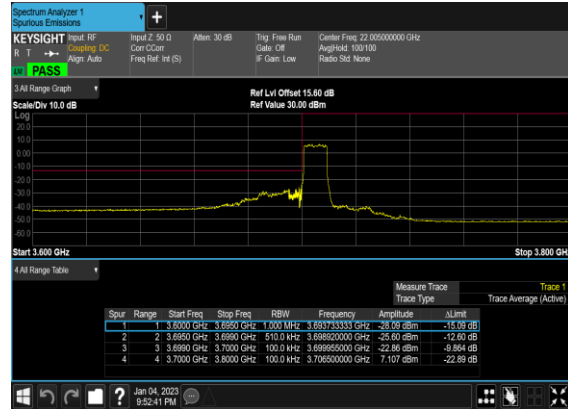 Spectrum Analyzer 1
Spurious Emissions
KEYSIGHT Input: RF Input Z: 50 Ω Atten: 30 dB Trig: Free Run Center Freq: 22.005000000 GHz
R T Coupling: DC Corr CCorr Gate: Off Avg|Hold: 100/100
Align: Auto Freq Ref: Int (S) IF Gain: Low Radio Std: None
PASS
3 All Range Graph
Ref Lvl Offset 15.60 dB
Scale/Div 10.0 dB Ref Value 30.00 dBm
Log
20.0
10.0
0.00
-10.0
-20.0
-30.0
-40.0
-50.0
-60.0
Start 3.600 GHz Stop 3.800 GH
4 All Range Table
Measure Trace Trace 1
Trace Type Trace Average (Active)
Spur Range Start Freq Stop Freq RBW Frequency Amplitude ΔLimit
1 1 3.6000 GHz 3.6950 GHz 1.000 MHz 3.693733333 GHz -28.09 dBm -15.09 dB
2 2 3.6950 GHz 3.6990 GHz 510.0 kHz 3.698920000 GHz -25.60 dBm -12.60 dB
3 3 3.6990 GHz 3.7000 GHz 100.0 kHz 3.699955000 GHz -22.86 dBm -9.864 dB
4 4 3.7000 GHz 3.8000 GHz 100.0 kHz 3.706500000 GHz 7.107 dBm -22.89 dB
Jan 04, 2023
9:52:41 PM